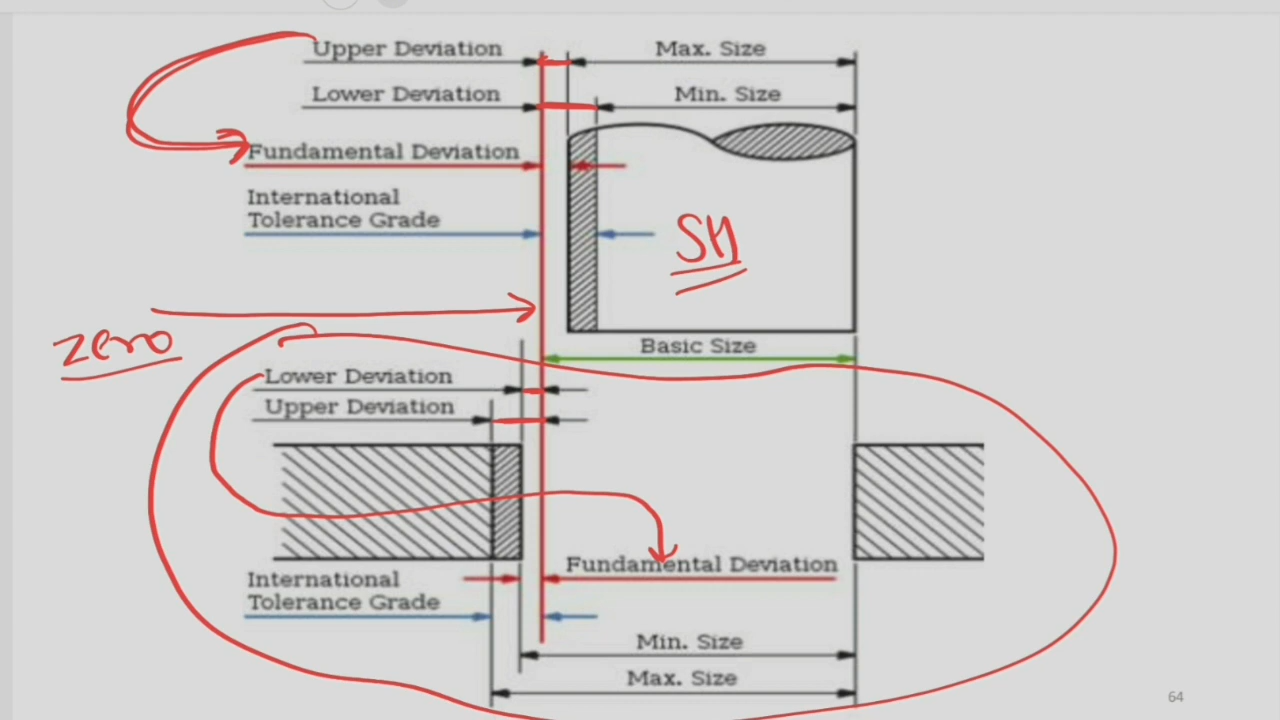 Upper Deviation
Max. Size
Lower Deviation
Min. Size
Fundamental Deviation
International
Tolerance Grade
SH
zero
Basic Size
Lower Deviation
Upper Deviation
Fundamental Deviation
International
Tolerance Grade
Min. Size
Max. Size
64